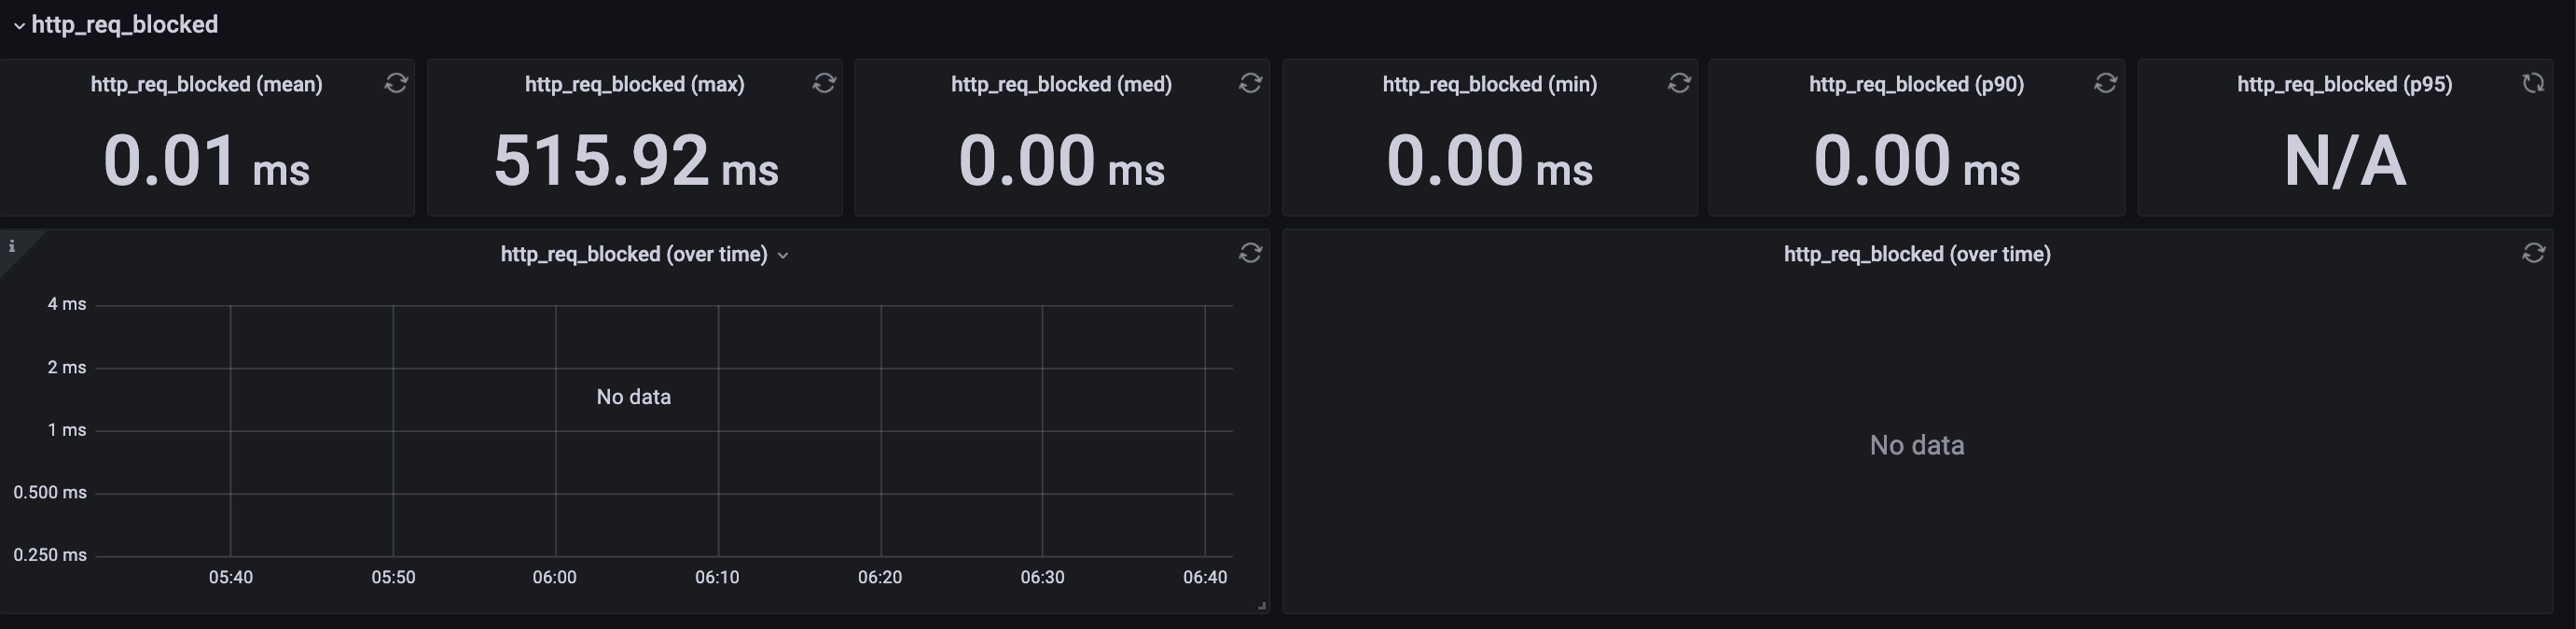 http_req_blocked
http_req_blocked (mean)
0.01 ms
http_req_blocked (max)
515.92 ms
http_req_blocked (med)
0.00 ms
http_req_blocked (min)
0.00 ms
http_req_blocked (p90)
0.00 ms
http_req_blocked (p95)
N/A
i
http_req_blocked (over time)
4 ms
2 ms
1 ms
0.500 ms
0.250 ms
No data
05:40
05:50
06:00
06:10
06:20
06:30
06:40
http_req_blocked (over time)
No data